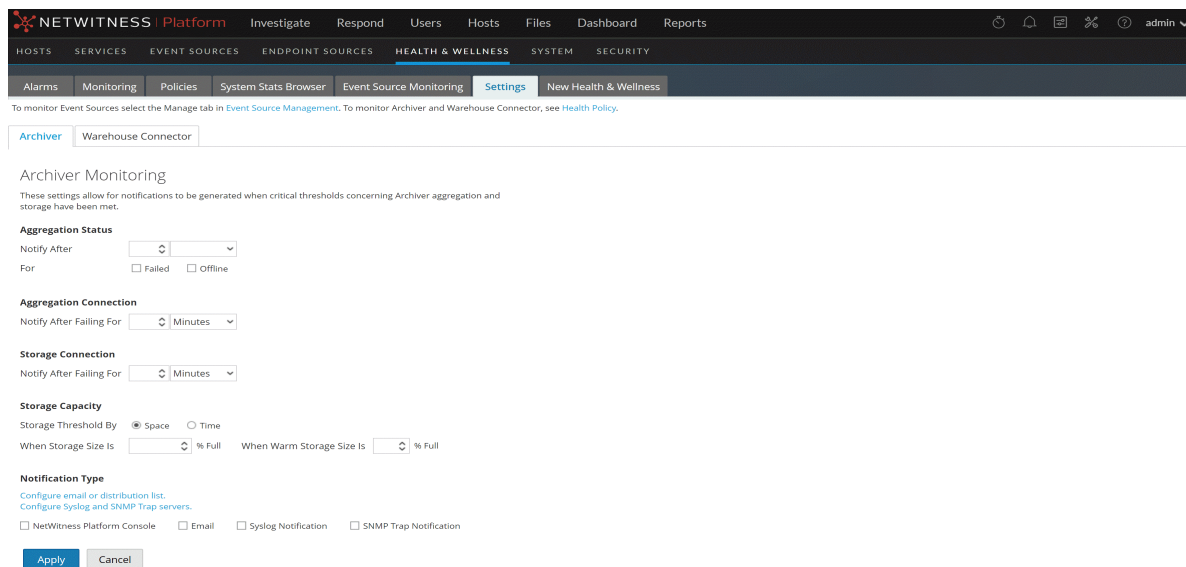 NETWITNESS Platform Investigate Respond Users Hosts Files Dashboard Reports admin
HOSTS SERVICES EVENT SOURCES ENDPOINT SOURCES HEALTH & WELLNESS SYSTEM SECURITY
Alarms Monitoring Policies System Stats Browser Event Source Monitoring Settings New Health & Wellness
To monitor Event Sources select the Manage tab in Event Source Management. To monitor Archiver and Warehouse Connector, see Health Policy.
Archiver Warehouse Connector
Archiver Monitoring
These settings allow for notifications to be generated when critical thresholds concerning Archiver aggregation and
storage have been met.
Aggregation Status
Notify After
For Failed Offline
Aggregation Connection
Notify After Failing For Minutes
Storage Connection
Notify After Failing For Minutes
Storage Capacity
Storage Threshold By Space Time
When Storage Size Is % Full When Warm Storage Size Is % Full
Notification Type
Configure email or distribution list.
Configure Syslog and SNMP Trap servers.
NetWitness Platform Console Email Syslog Notification SNMP Trap Notification
Apply Cancel